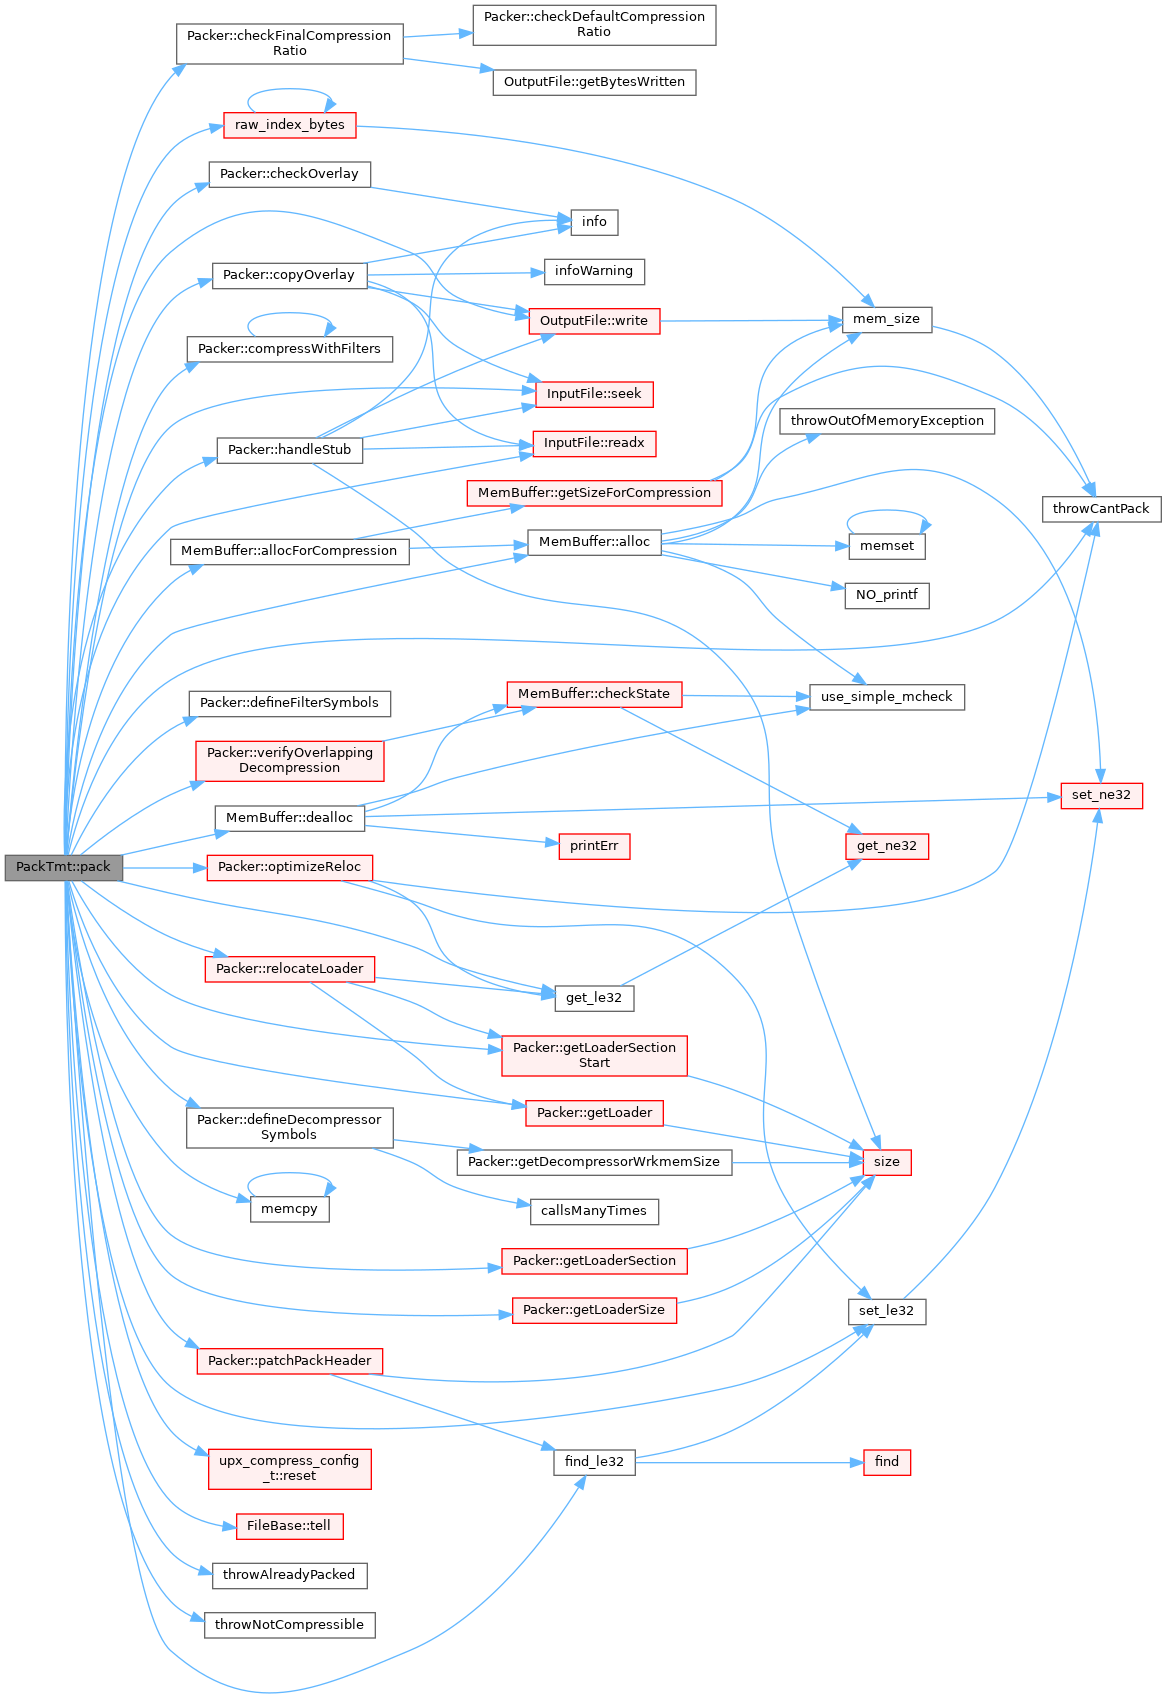 Packer::checkFinalCompression
Ratio
Packer::checkDefaultCompression
Ratio
OutputFile::getBytesWritten
raw_index_bytes
Packer::checkOverlay
info
infoWarning
Packer::copyOverlay
OutputFile::write
mem_size
Packer::compressWithFilters
InputFile::seek
throwOutOfMemoryException
InputFile::readx
Packer::handleStub
MemBuffer::getSizeForCompression
throwCantPack
MemBuffer::allocForCompression
MemBuffer::alloc
memset
NO_printf
Packer::defineFilterSymbols
MemBuffer::checkState
use_simple_mcheck
Packer::verifyOverlapping
Decompression
MemBuffer::dealloc
set_ne32
printErr
get_ne32
PackTmt::pack
Packer::optimizeReloc
Packer::relocateLoader
get_le32
Packer::getLoaderSection
Start
Packer::getLoader
Packer::defineDecompressor
Symbols
Packer::getDecompressorWrkmemSize
size
memcpy
callsManyTimes
Packer::getLoaderSection
Packer::getLoaderSize
set_le32
Packer::patchPackHeader
find_le32
find
upx_compress_config
_t::reset
FileBase::tell
throwAlreadyPacked
throwNotCompressible